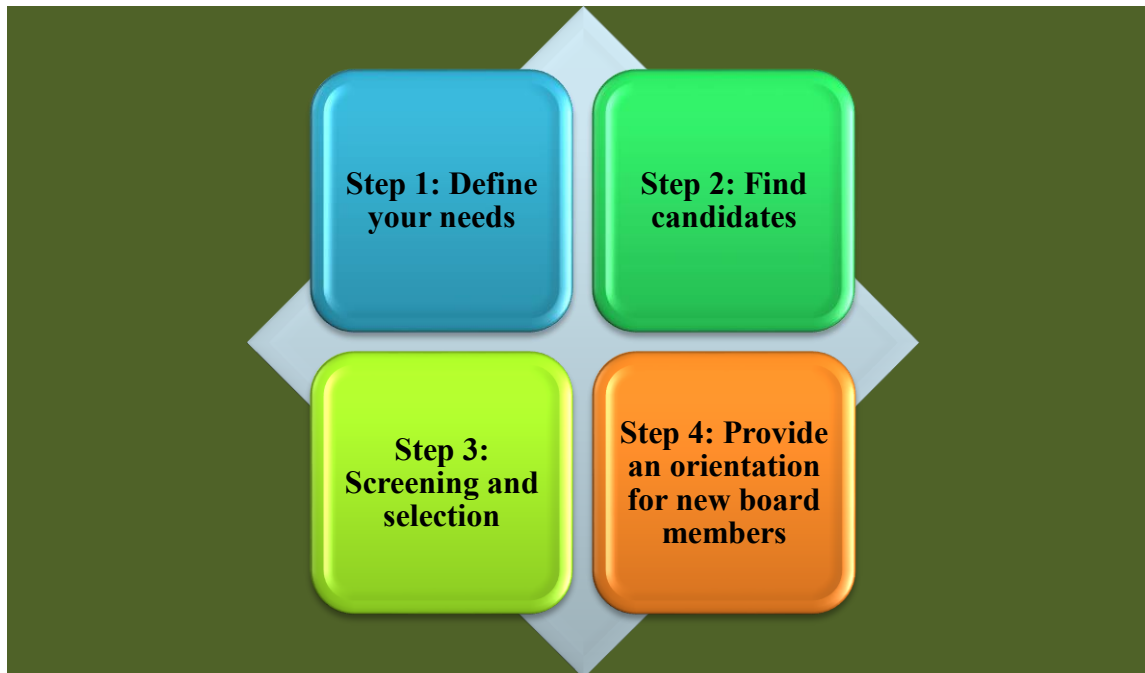 Step 1: Define
your needs
Step 2: Find
candidates
Step 3:
Screening and
selection
Step 4: Provide
an orientation
for new board
members